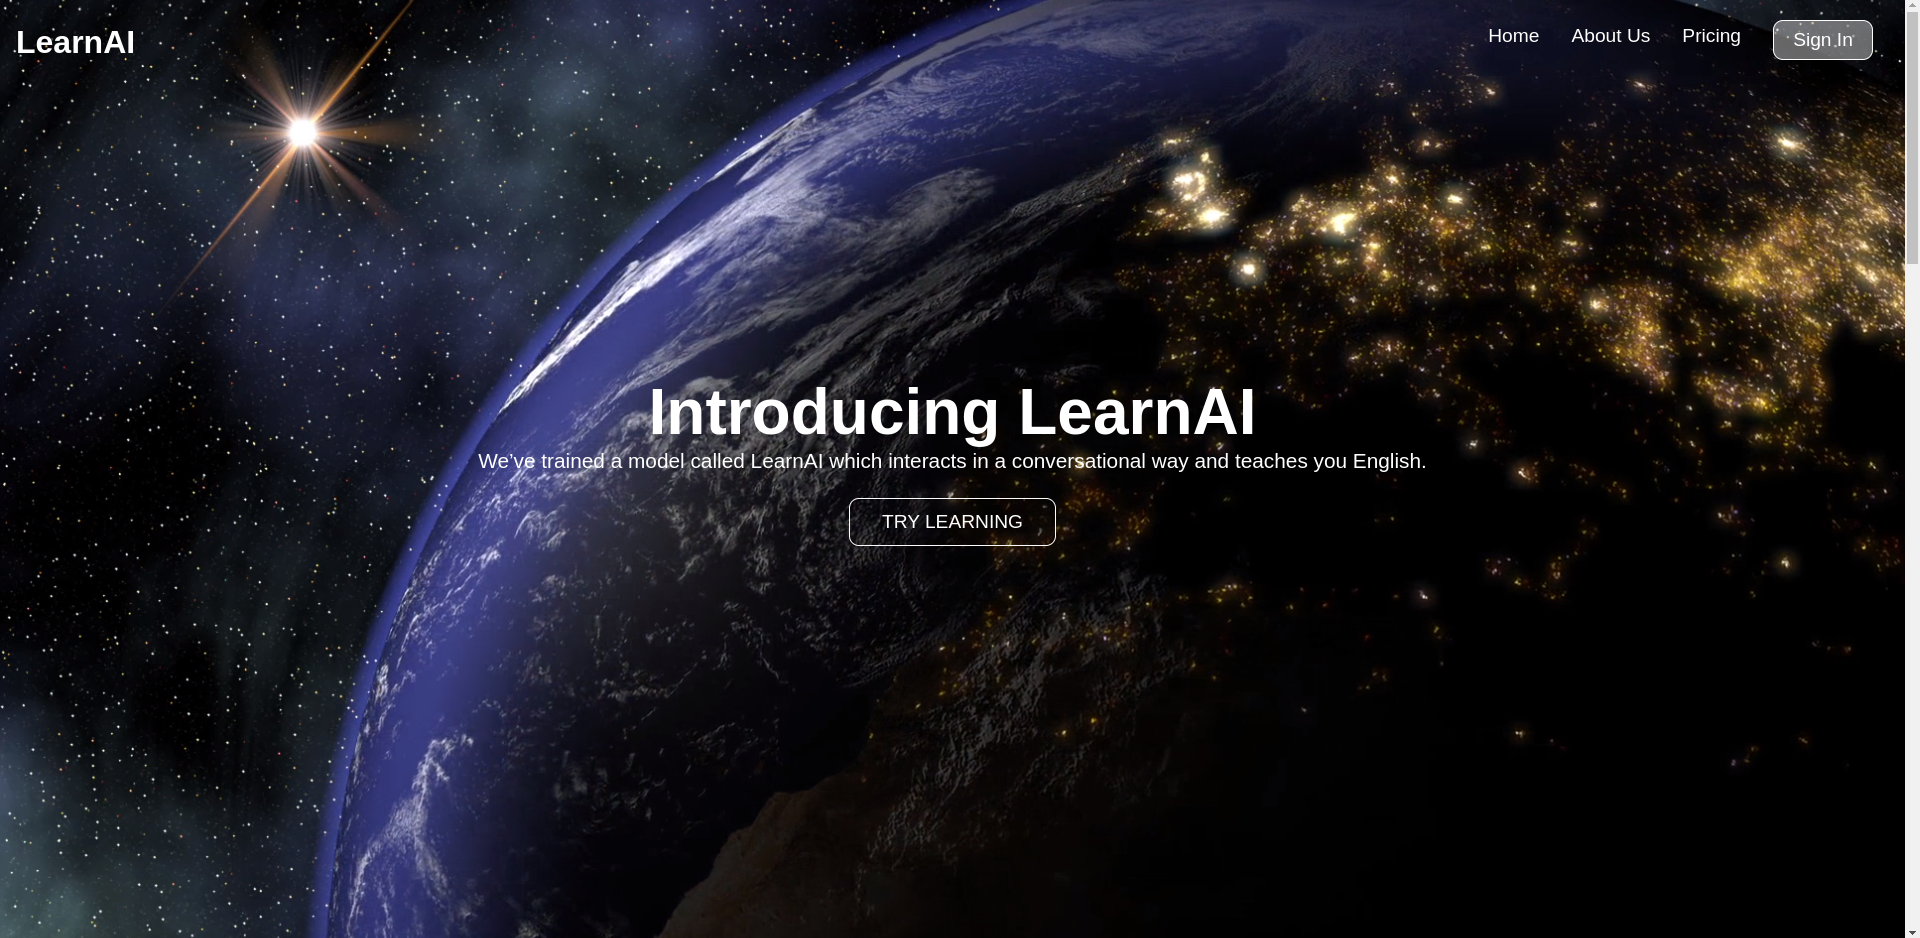 LearnAI
Home
About Us
Pricing
Sign In
Introducing LearnAI
We’ve trained a model called LearnAI which interacts in a conversational way and teaches you English.
TRY LEARNING